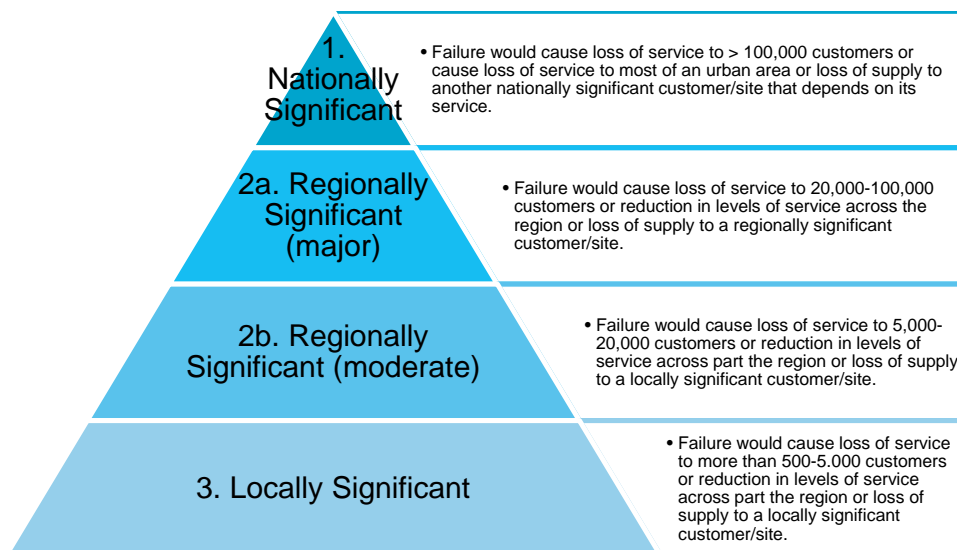 1.
Nationally
Significant
• Failure would cause loss of service to > 100,000 customers or
cause loss of service to most of an urban area or loss of supply to
another nationally significant customer/site that depends on its
service.
2a. Regionally
Significant
(major)
• Failure would cause loss of service to 20,000-100,000
customers or reduction in levels of service across the
region or loss of supply to a regionally significant
customer/site.
2b. Regionally
Significant (moderate)
• Failure would cause loss of service to 5,000-
20,000 customers or reduction in levels of
service across part the region or loss of supply
to a locally significant customer/site.
3. Locally Significant
• Failure would cause loss of service
to more than 500-5.000 customers
or reduction in levels of service
across part the region or loss of
supply to a locally significant
customer/site.